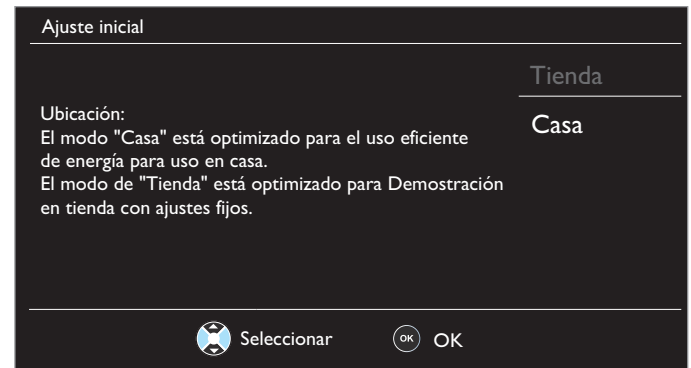 Ajuste inicial
Tienda
Casa
Ubicación:
El modo "Casa" está optimizado para el uso eficiente
de energía para uso en casa.
El modo de "Tienda" está optimizado para Demostración
en tienda con ajustes fijos.
Seleccionar
OK OK